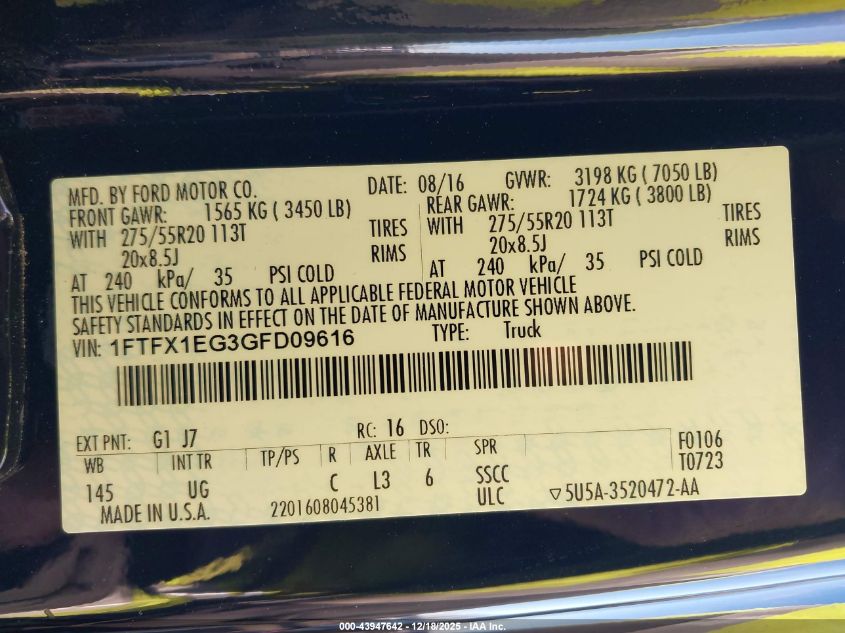 MFD. BY FORD MOTOR CO. DATE: 08/16 GVWR: 3198 KG ( 7050 LB)
FRONT GAWR: 1565 KG ( 3450 LB) REAR GAWR: 1724 KG ( 3800 LB)
WITH 275/55R20 113T TIRES WITH 275/55R20 113T TIRES
20x8.5J RIMS 20x8.5J RIMS
AT 240 kPa/ 35 PSI COLD AT 240 kPa/ 35 PSI COLD
THIS VEHICLE CONFORMS TO ALL APPLICABLE FEDERAL MOTOR VEHICLE
SAFETY STANDARDS IN EFFECT ON THE DATE OF MANUFACTURE SHOWN ABOVE.
VIN: 1FTFX1EG3GFD09616 TYPE: Truck
EXT PNT: G1 J7 RC: 16 DSO: F0106
WB INT TR TP/PS R AXLE TR SPR T0723
145 UG C L3 6 SSCC
ULC ▽5U5A-3520472-AA
MADE IN U.S.A. 2201608045381
000-43947642 - 12/18/2025 - IAA Inc.